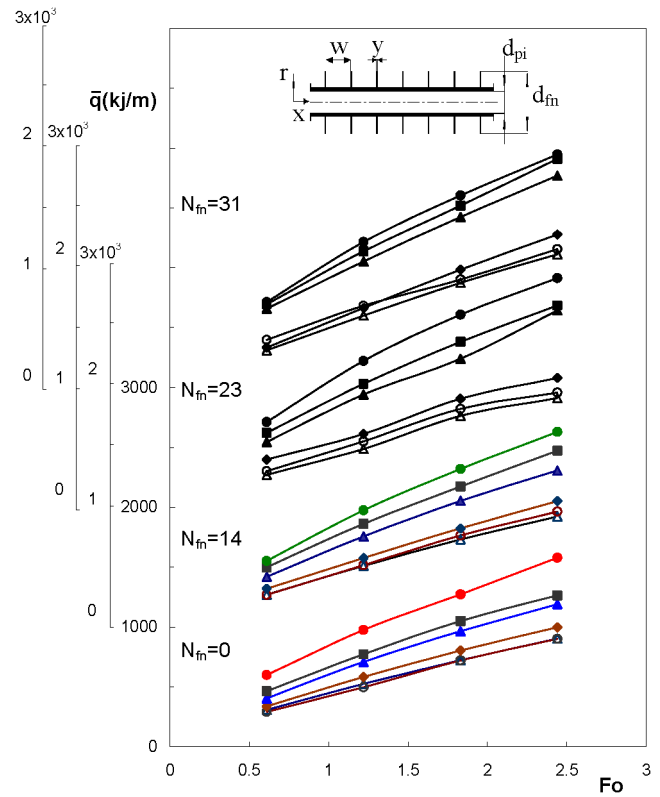 3x10³
2
1
0
3x10³
2
1
0
3x10³
2
1
0
q̄(kj/m)
3000
2000
1000
0
w
y
d_pi
r
x
d_fn
N_fn=31
N_fn=23
N_fn=14
N_fn=0
0 0.5 1 1.5 2 2.5 3
Fo